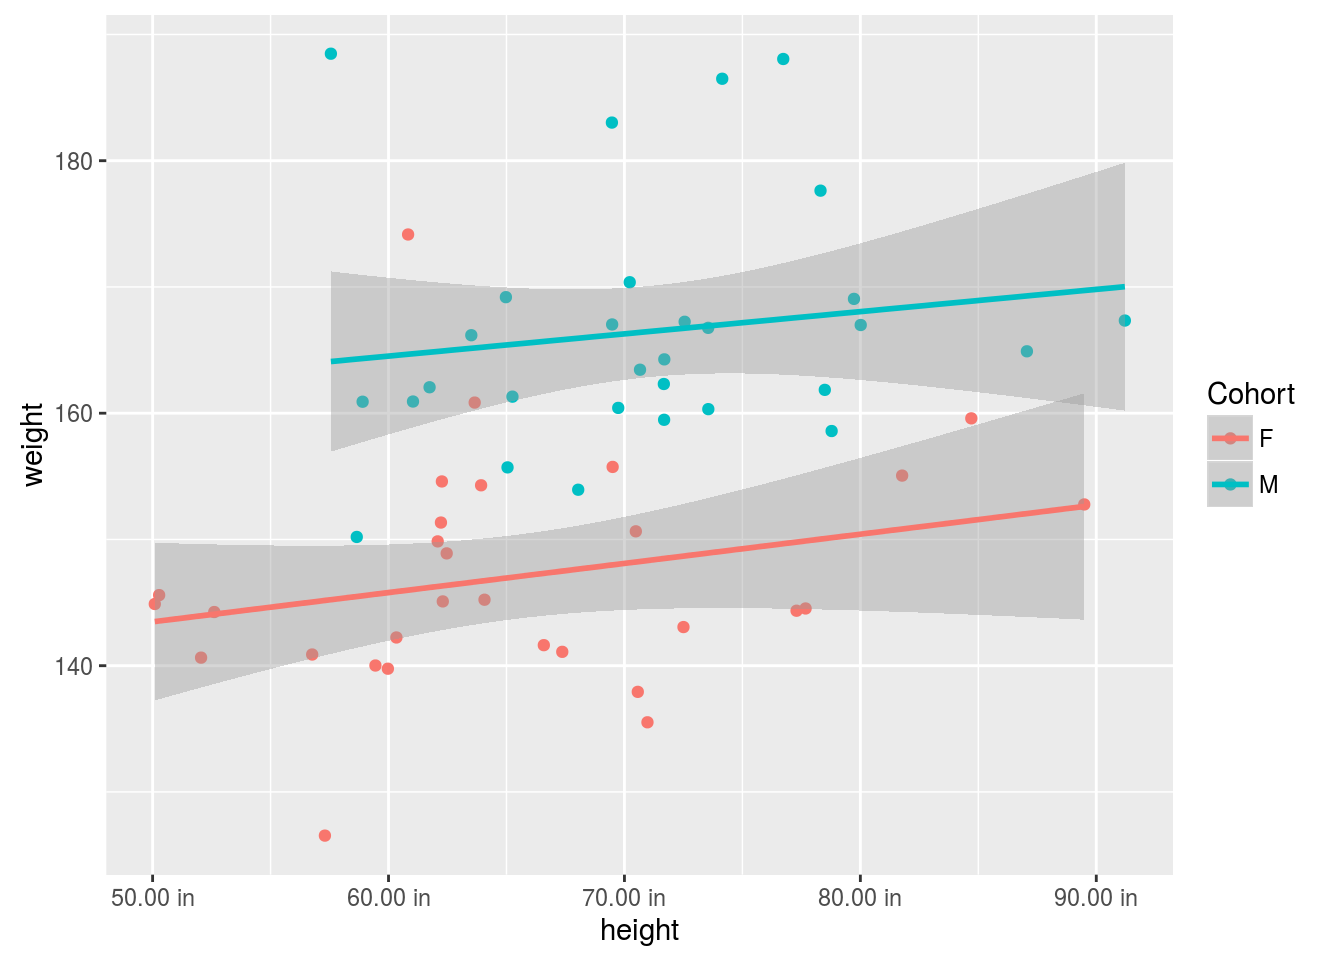 weight
180
160
140
50.00 in
60.00 in
70.00 in
80.00 in
90.00 in
height
Cohort
F
M